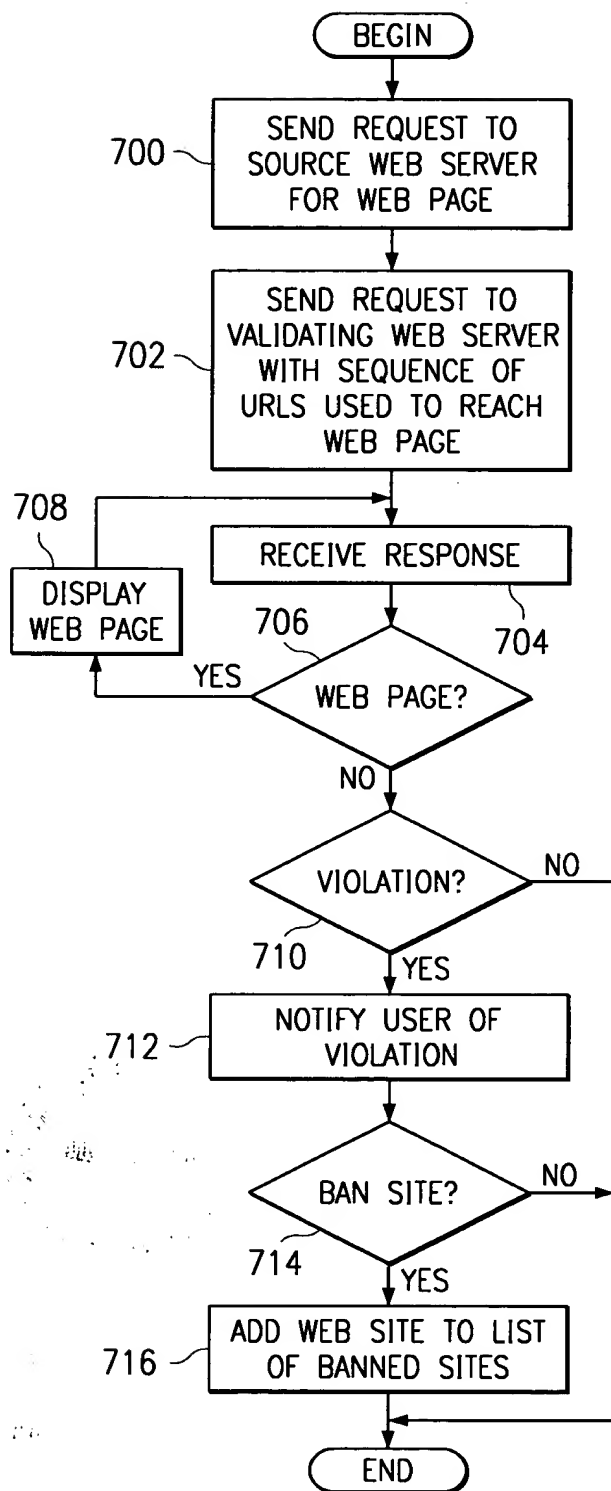 BEGIN
700
SEND REQUEST TO
SOURCE WEB SERVER
FOR WEB PAGE
702
SEND REQUEST TO
VALIDATING WEB SERVER
WITH SEQUENCE OF
URLS USED TO REACH
WEB PAGE
708
DISPLAY
WEB PAGE
RECEIVE RESPONSE
704
706
YES
WEB PAGE?
NO
VIOLATION?
NO
710
YES
712
NOTIFY USER OF
VIOLATION
BAN SITE?
NO
714
YES
716
ADD WEB SITE TO LIST
OF BANNED SITES
END